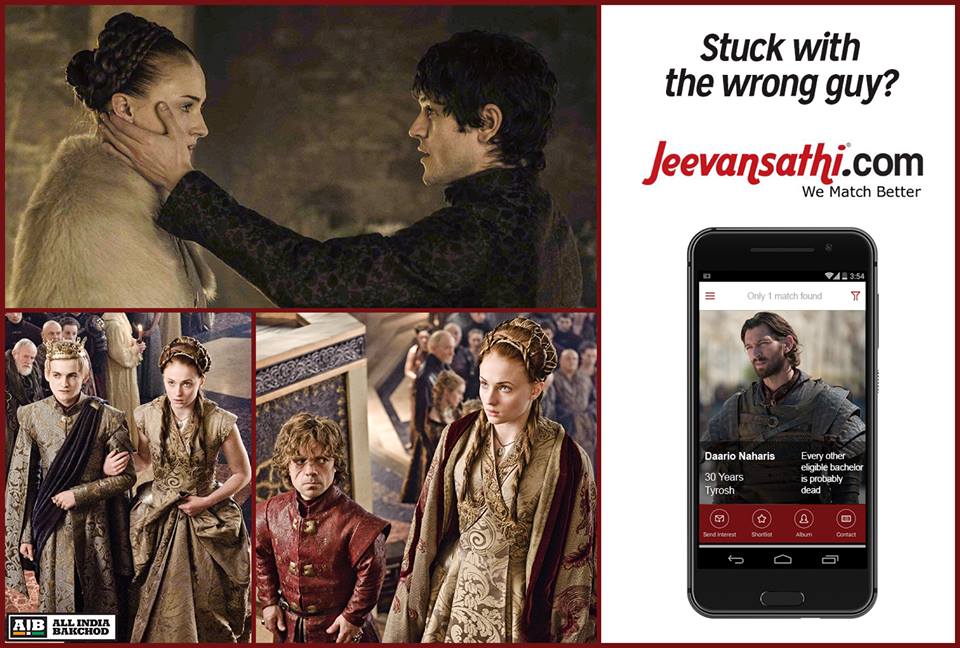 Stuck with
the wrong guy?
Jeevansathi.com
We Match Better
3:54
Only 1 match found
Daario Naharis
30 Years
Tyrosh
Every other
eligible bachelor
is probably
dead
Send Interest
Shortlist
Album
Contact
AIB ALL INDIA
BAKCHOD